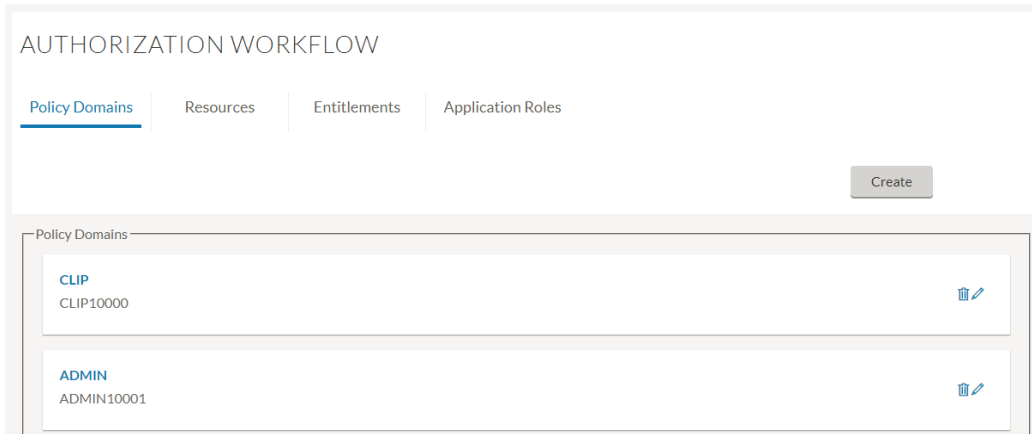 AUTHORIZATION WORKFLOW
Policy Domains Resources Entitlements Application Roles
Create
Policy Domains
CLIP
CLIP10000
ADMIN
ADMIN10001